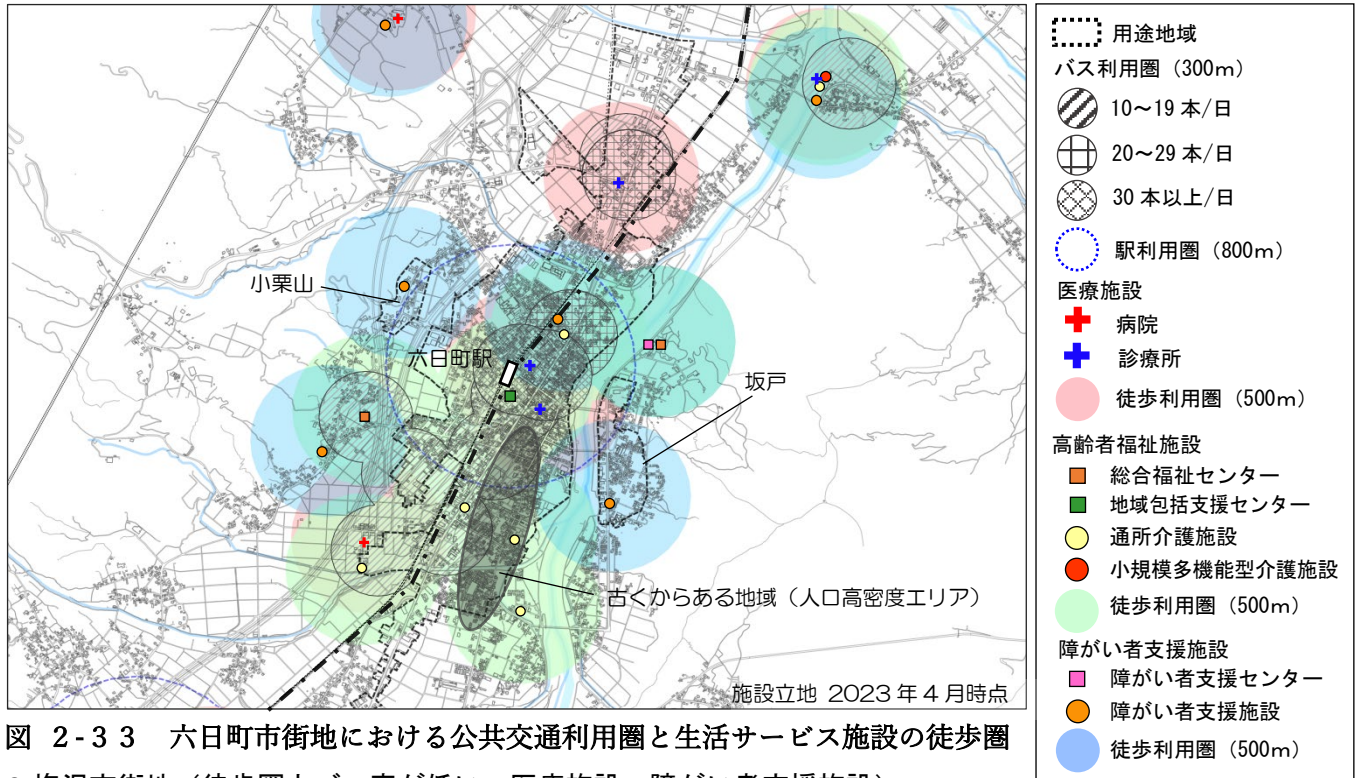 小栗山
六日町駅
坂戸
古くからある地域（人口高密度エリア）
施設立地 2023年4月時点
用途地域
バス利用圏（300m）
10～19本/日
20～29本/日
30本以上/日
駅利用圏（800m）
医療施設
病院
診療所
徒歩利用圏（500m）
高齢者福祉施設
総合福祉センター
地域包括支援センター
通所介護施設
小規模多機能型介護施設
徒歩利用圏（500m）
障がい者支援施設
障がい者支援センター
障がい者支援施設
徒歩利用圏（500m）
図 2-33 六日町市街地における公共交通利用圏と生活サービス施設の徒歩圏